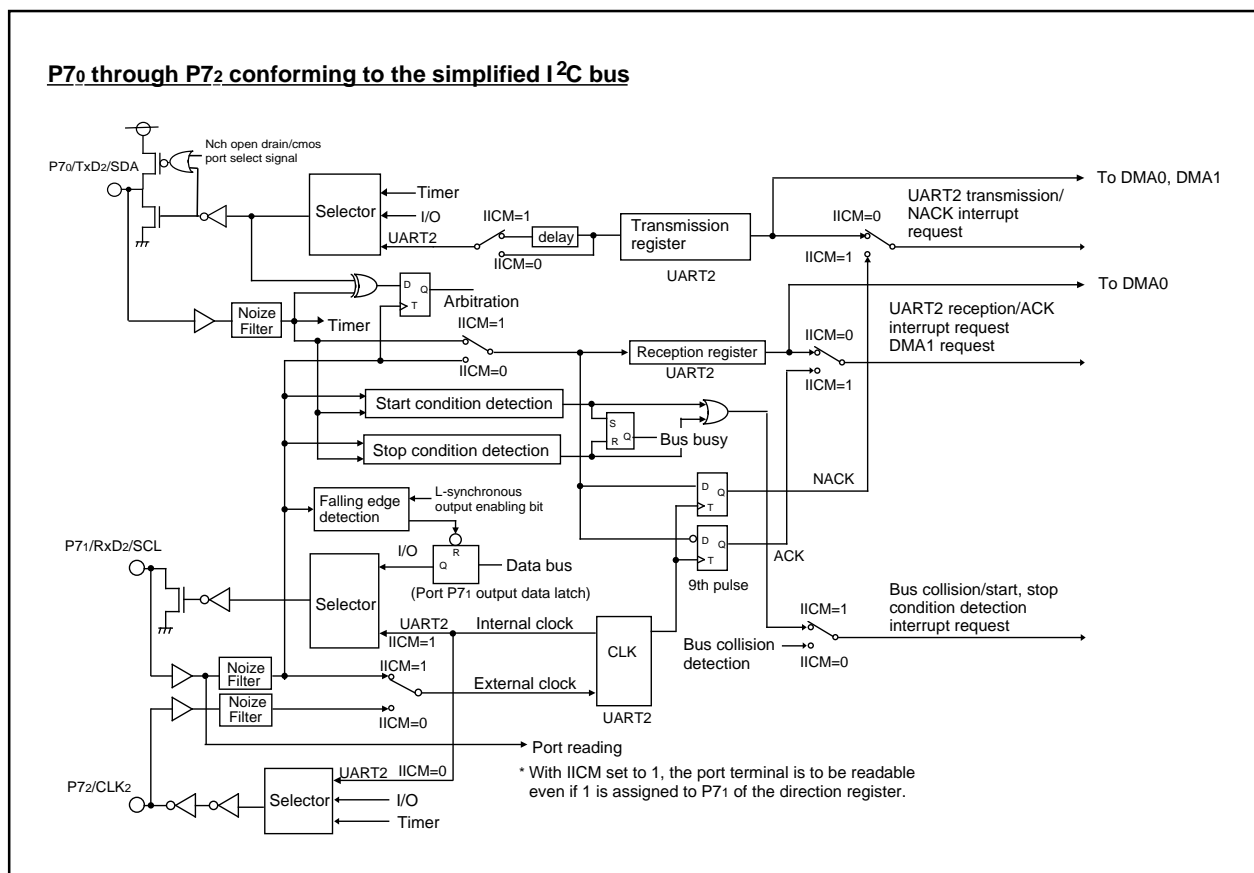 P70 through P72 conforming to the simplified I2C bus
Nch open drain/cmos
port select signal
P70/TxD2/SDA
Selector
Timer
I/O
UART2
IICM=1
delay
IICM=0
Transmission
register
UART2
IICM=0
IICM=1
To DMA0, DMA1
UART2 transmission/
NACK interrupt
request
D
Q
T
Arbitration
Noize
Filter
Timer
To DMA0
IICM=1
IICM=0
Reception register
UART2
IICM=0
IICM=1
UART2 reception/ACK
interrupt request
DMA1 request
Start condition detection
Stop condition detection
S
R
Q
Bus busy
D
Q
T
NACK
D
Q
T
ACK
9th pulse
Falling edge
detection
L-synchronous
output enabling bit
P71/RxD2/SCL
I/O
R
Q
Data bus
(Port P71 output data latch)
Selector
UART2
IICM=1
Internal clock
CLK
UART2
Bus collision
detection
IICM=1
IICM=0
Bus collision/start, stop
condition detection
interrupt request
Noize
Filter
IICM=1
External clock
Noize
Filter
IICM=0
Port reading
* With IICM set to 1, the port terminal is to be readable
even if 1 is assigned to P71 of the direction register.
P72/CLK2
Selector
UART2
IICM=0
I/O
Timer